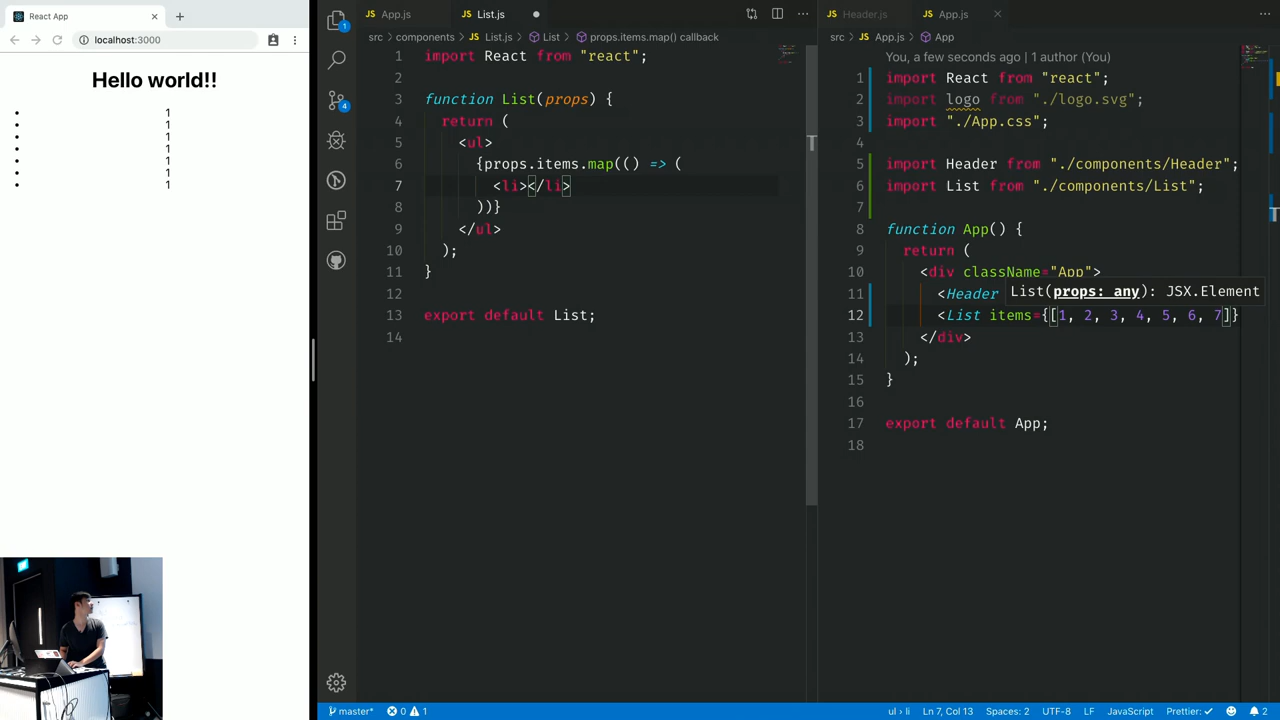 React App
localhost:3000
Hello world!!
1
1
1
1
1
1
1
1
4
App.js
List.js
src components List.js List props.items.map() callback
1 import React from "react";
2
3 function List(props) {
4 return (
5 <ul>
6 {props.items.map(() => (
7 <li></li>
8 ))}
9 </ul>
10 );
11 }
12
13 export default List;
14
Header.js
App.js
src App.js App
You, a few seconds ago | 1 author (You)
1 import React from "react";
2 import logo from "./logo.svg";
3 import "./App.css";
4
5 import Header from "./components/Header";
6 import List from "./components/List";
7
8 function App() {
9 return (
10 <div className="App">
11 <Header
List(props: any): JSX.Element
12 <List items={[1, 2, 3, 4, 5, 6, 7]}
13 </div>
14 );
15 }
16
17 export default App;
18
master* 0 1
ul > li Ln 7, Col 13 Spaces: 2 UTF-8 LF JavaScript Prettier: ✓ 2